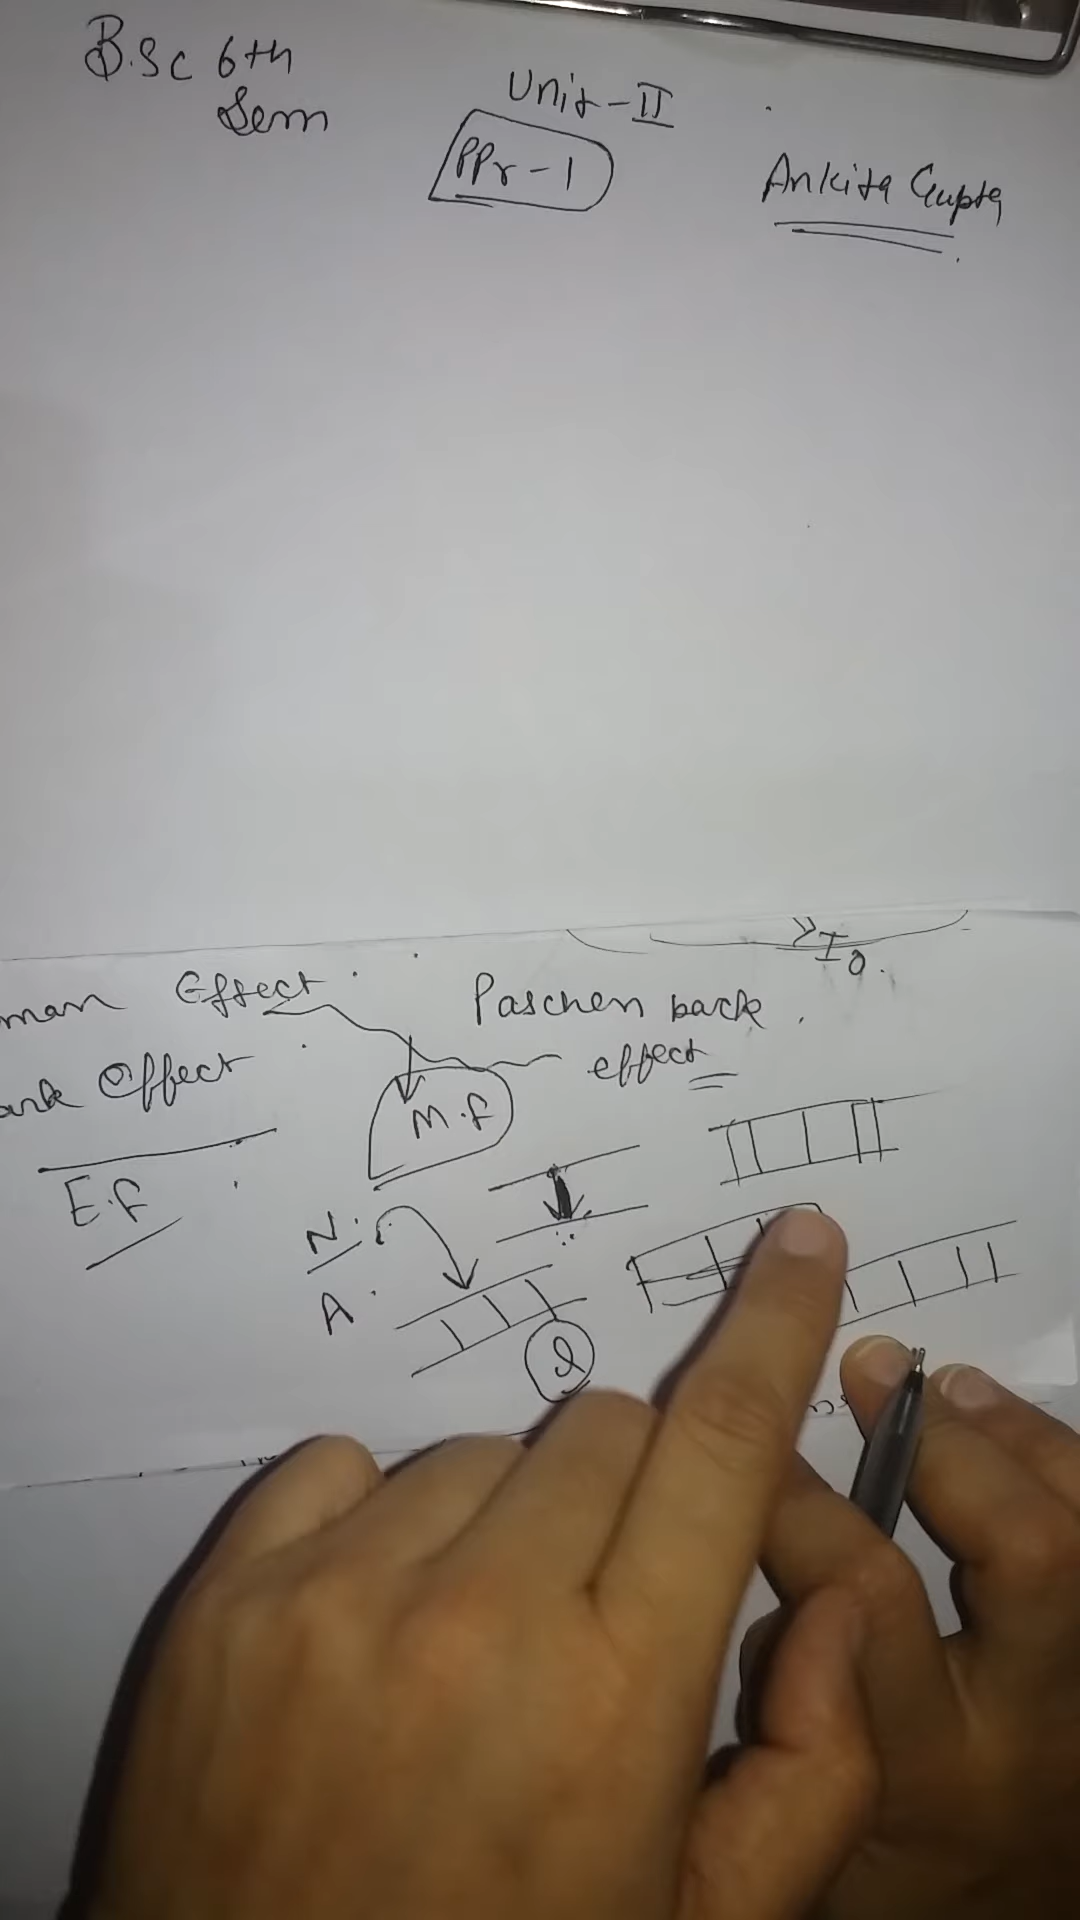 B.Sc 6th
Sem
Unit-II
PPr-1
Ankita Gupta
I0.
man Effect.
Paschen back
effect
ark effect
M.f
E.f
N.
A.